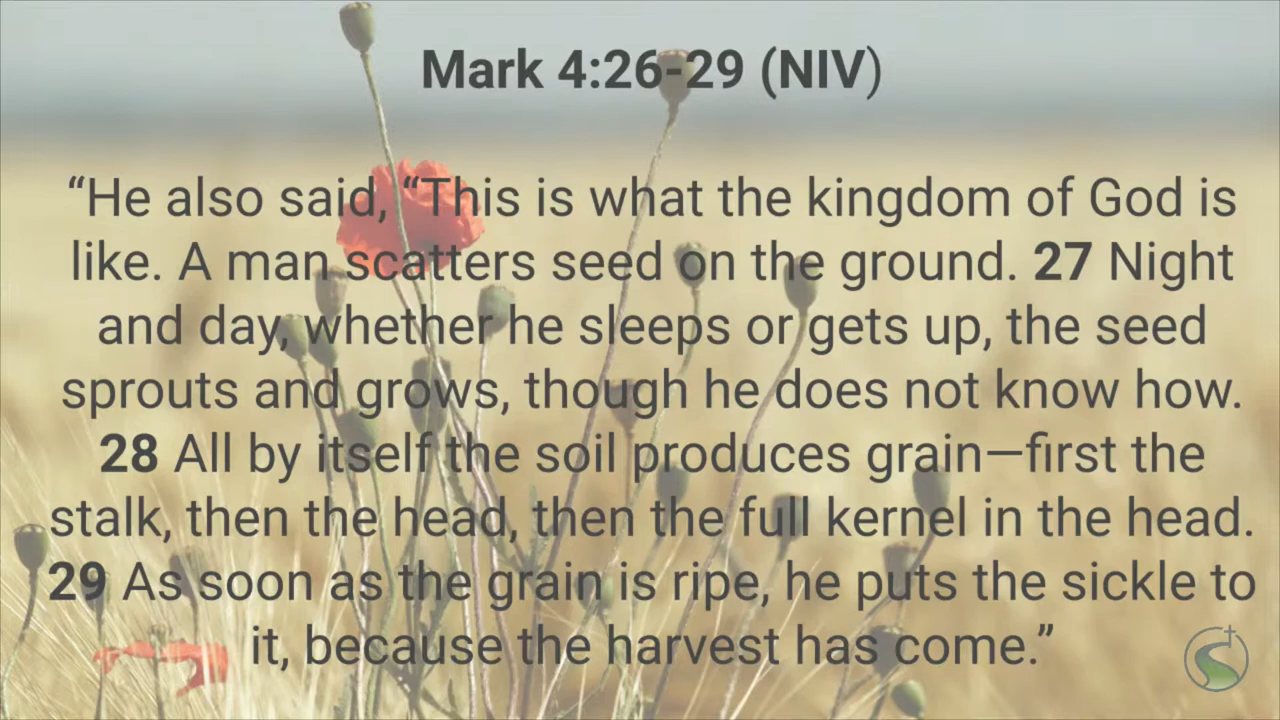 Mark 4:26-29 (NIV)
“He also said, “This is what the kingdom of God is
like. A man scatters seed on the ground. 27 Night
and day, whether he sleeps or gets up, the seed
sprouts and grows, though he does not know how.
28 All by itself the soil produces grain—first the
stalk, then the head, then the full kernel in the head.
29 As soon as the grain is ripe, he puts the sickle to
it, because the harvest has come.”